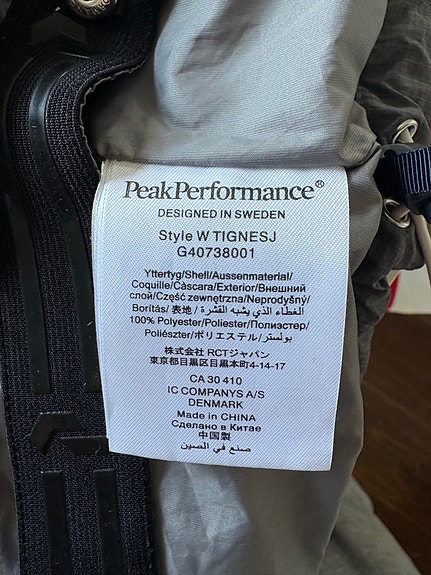 PeakPerformance®
DESIGNED IN SWEDEN
Style W TIGNESJ
G40738001
Yttertyg/Shell/Aussenmaterial/
Coquille/Càscara/Exterior/Внешний
слой/Część zewnętrzna/Neprodyšný/
Borítás/ 表地 / الغطاء الذي يشبه القشرة
100% Polyester/Poliester/Полиэстер/
Poliészter/ポリエステル/بولستر
株式会社 RCTジャパン
東京都目黒区目黒本町4-14-17
CA 30 410
IC COMPANYS A/S
DENMARK
Made in CHINA
Сделано в Китае
中国製
صنع في الصين